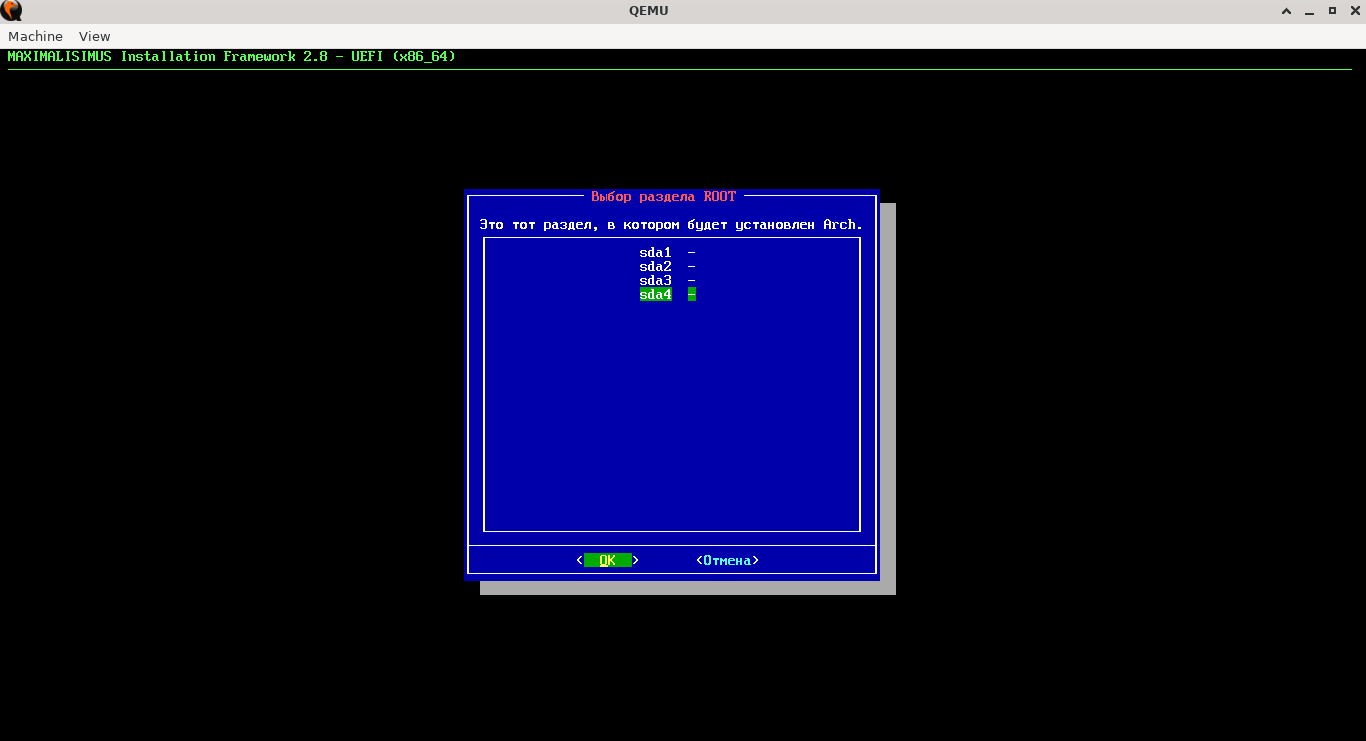 QEMU
Machine View
MAXIMALISIMUS Installation Framework 2.8 - UEFI (x86_64)
Выбор раздела ROOT
Это тот раздел, в котором будет установлен Arch.
sda1 -
sda2 -
sda3 -
sda4 -
< OK > <Отмена>